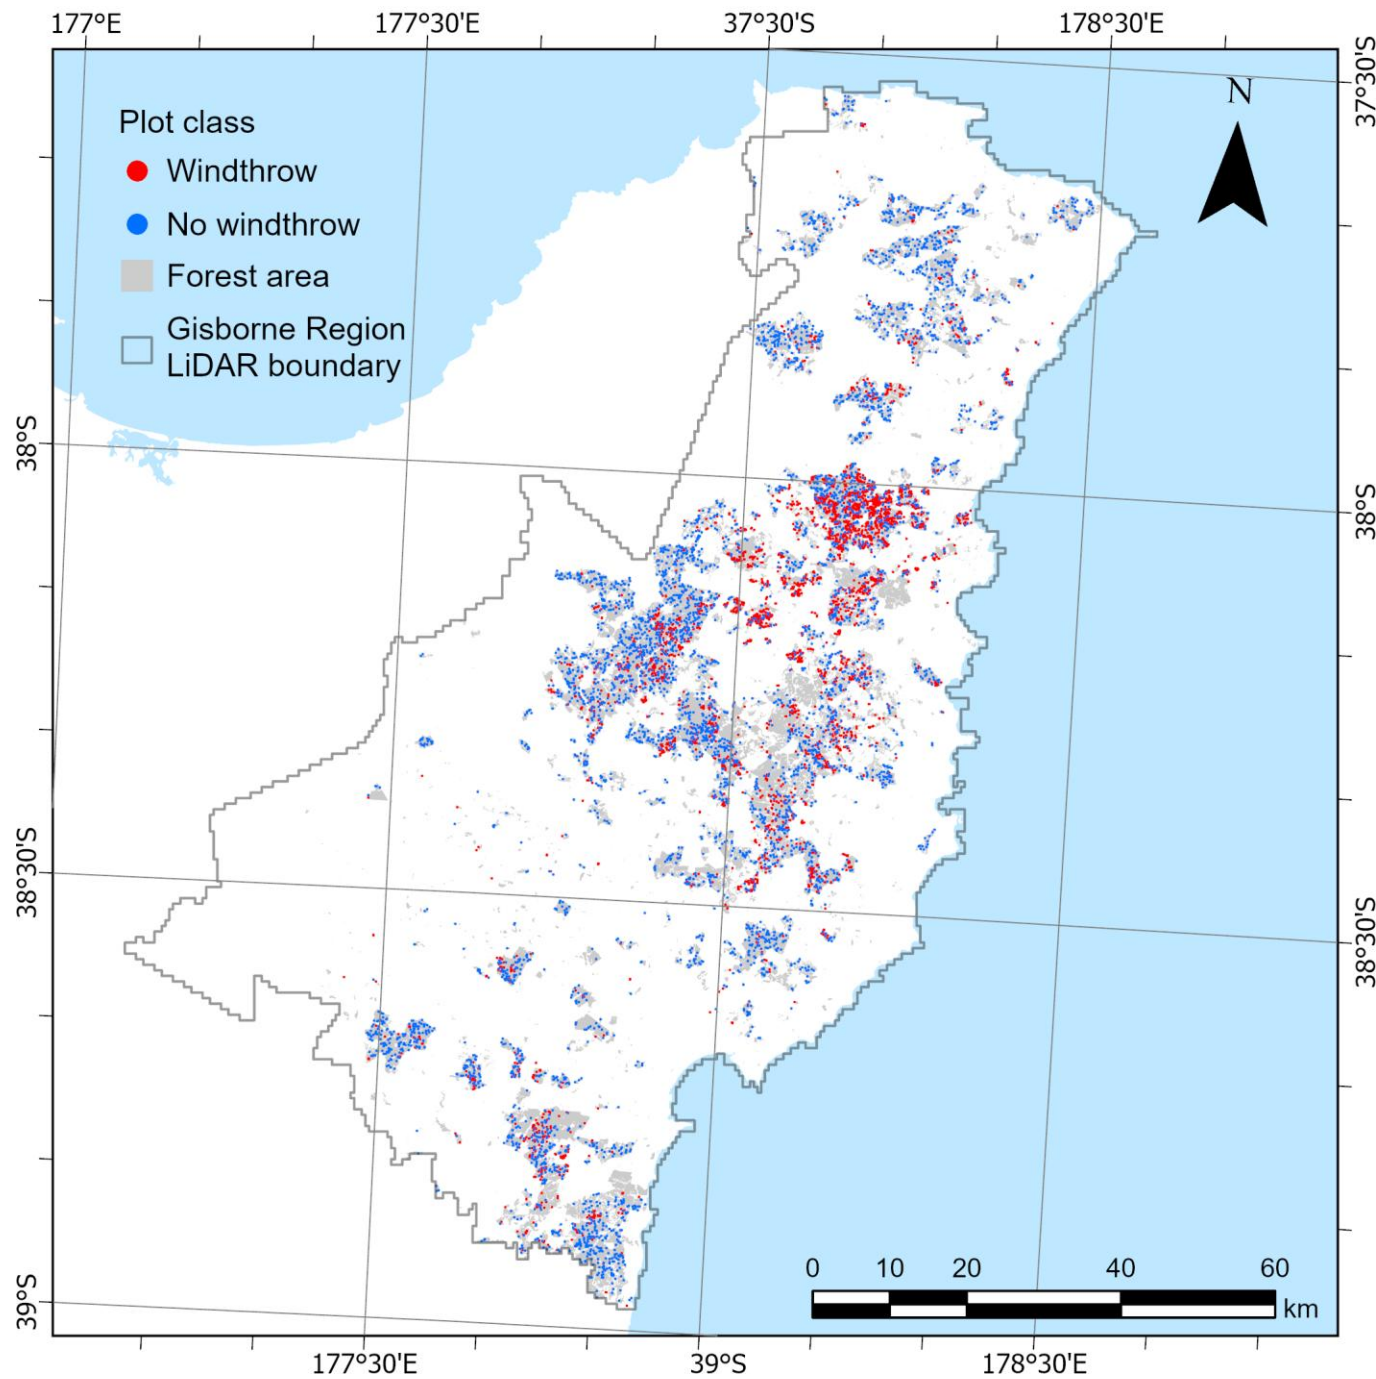 177°E 177°30'E 37°30'S 178°30'E
37°30'S
N
Plot class
Windthrow
No windthrow
Forest area
Gisborne Region
LiDAR boundary
38°S
38°S
38°30'S
38°30'S
39°S
0 10 20 40 60
km
177°30'E 39°S 178°30'E